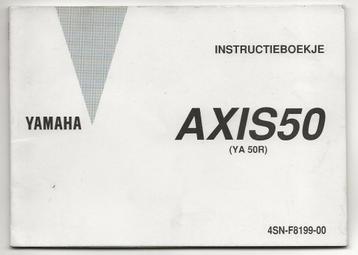 INSTRUCTIEBOEKJE
YAMAHA
AXIS50
(YA 50R)
4SN-F8199-00